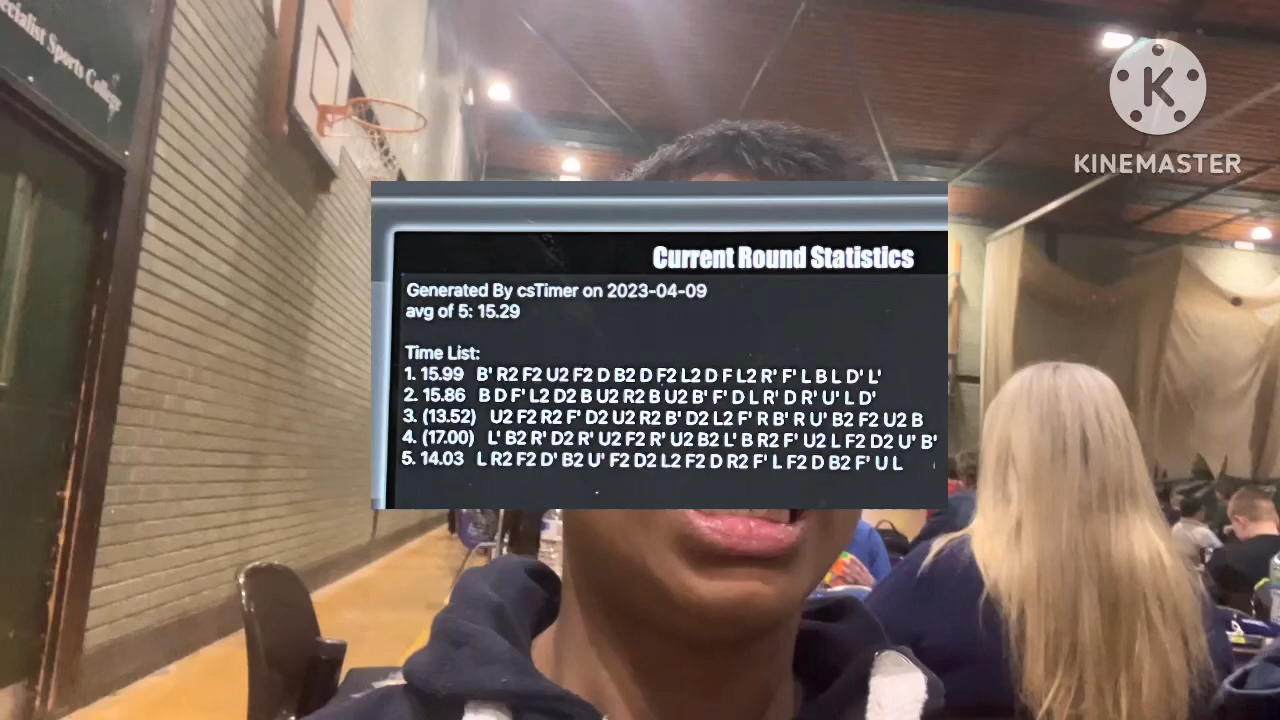 ecialist Sports College
KINEMASTER
Current Round Statistics
Generated By csTimer on 2023-04-09
avg of 5: 15.29
Time List:
1. 15.99 B' R2 F2 U2 F2 D B2 D F2 L2 D F L2 R' F' L B L D' L'
2. 15.86 B D F' L2 D2 B U2 R2 B U2 B' F' D L R' D R' U' L D'
3. (13.52) U2 F2 R2 F' D2 U2 R2 B' D2 L2 F' R B' R U' B2 F2 U2 B
4. (17.00) L' B2 R' D2 R' U2 F2 R' U2 B2 L' B R2 F' U2 L F2 D2 U' B'
5. 14.03 L R2 F2 D' B2 U' F2 D2 L2 F2 D R2 F' L F2 D B2 F' U L